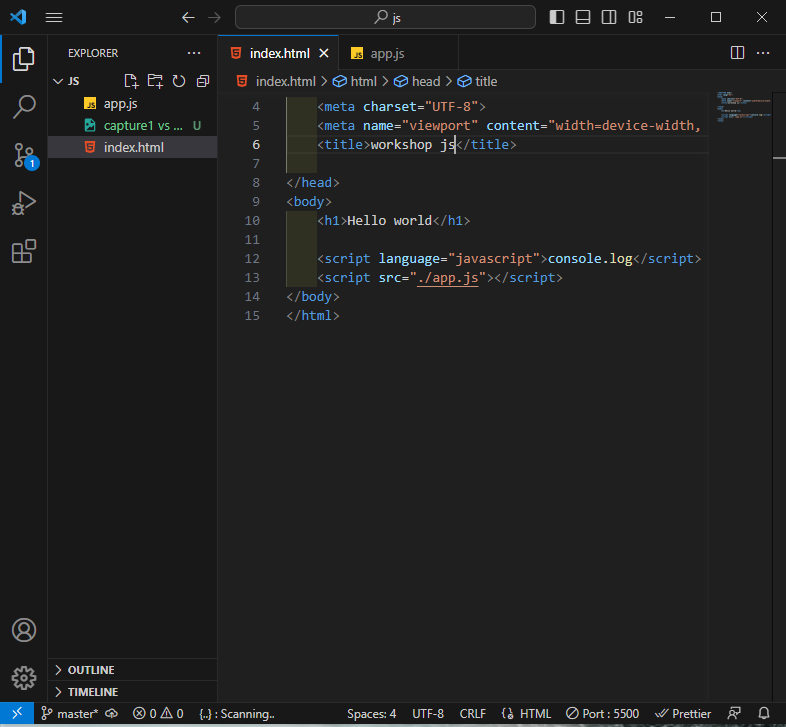 js
EXPLORER
index.html
JS app.js
JS
index.html > html > head > title
JS app.js
capture1 vs ... U
index.html
4 <meta charset="UTF-8">
5 <meta name="viewport" content="width=device-width,
6 <title>workshop js</title>
7
8 </head>
9 <body>
10 <h1>Hello world</h1>
11
12 <script language="javascript">console.log</script>
13 <script src="./app.js"></script>
14 </body>
15 </html>
1
OUTLINE
TIMELINE
master* 0 0 {..} : Scanning.. Spaces: 4 UTF-8 CRLF {} HTML Port : 5500 Prettier